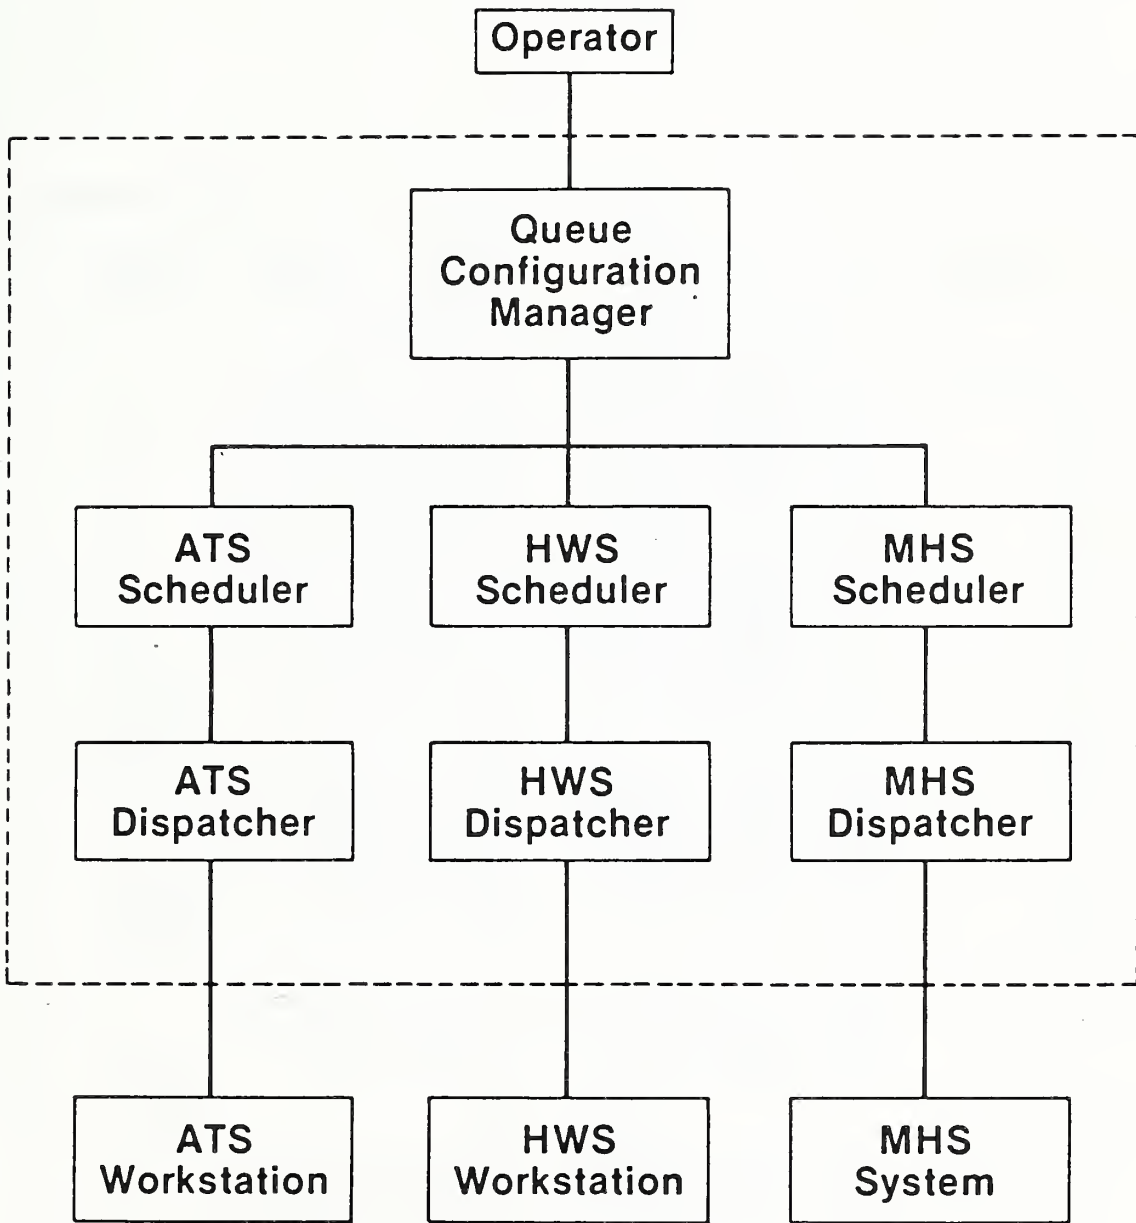 Operator
Queue
Configuration
Manager
ATS
Scheduler
HWS
Scheduler
MHS
Scheduler
ATS
Dispatcher
HWS
Dispatcher
MHS
Dispatcher
ATS
Workstation
HWS
Workstation
MHS
System